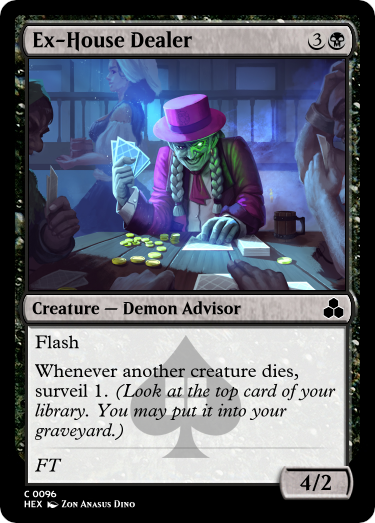 Ex-House Dealer 3
Creature — Demon Advisor
Flash
Whenever another creature dies,
surveil 1. (Look at the top card of your
library. You may put it into your
graveyard.)
FT
4/2
C 0096
HEX Zon Anasus Dino